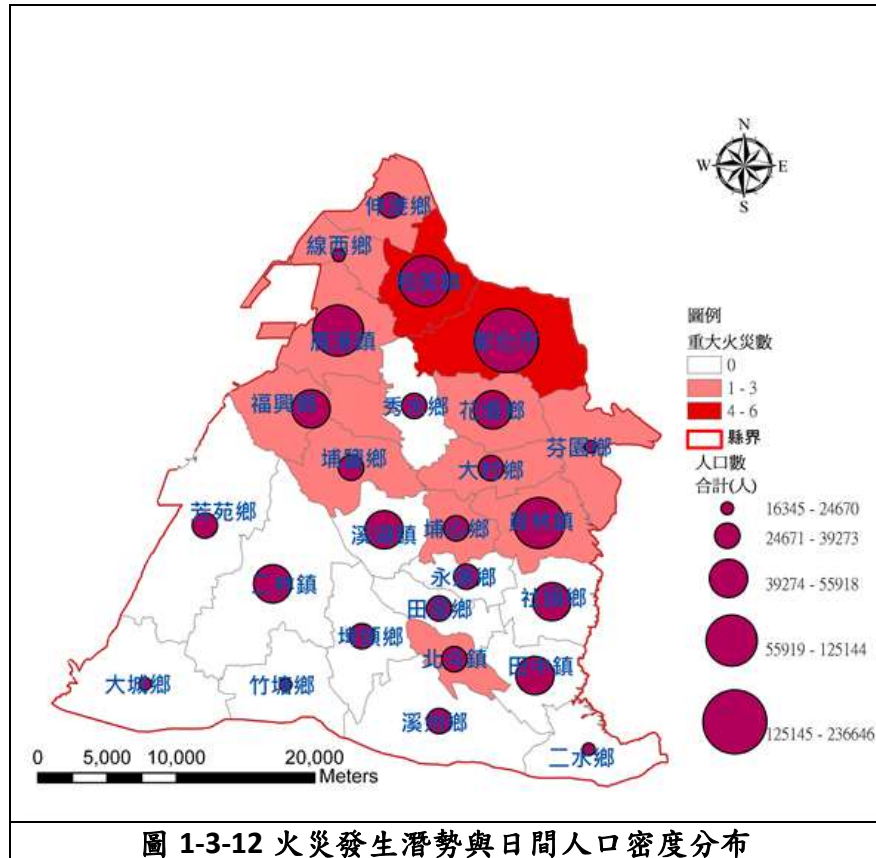 N
W
E
S
伸港鄉
線西鄉
和美鎮
鹿港鎮
彰化市
福興鄉
秀水鄉
花壇鄉
芬園鄉
埔鹽鄉
大村鄉
芳苑鄉
溪湖鎮
埔心鄉
員林鎮
二林鎮
永靖鄉
社頭鄉
田尾鄉
埤頭鄉
北斗鎮
田中鎮
大城鄉
竹塘鄉
溪州鄉
二水鄉
圖例
重大火災數
0
1 - 3
4 - 6
縣界
人口數
合計(人)
16345 - 24670
24671 - 39273
39274 - 55918
55919 - 125144
125145 - 236646
0 5,000 10,000 20,000
Meters
圖 1-3-12 火災發生潛勢與日間人口密度分布